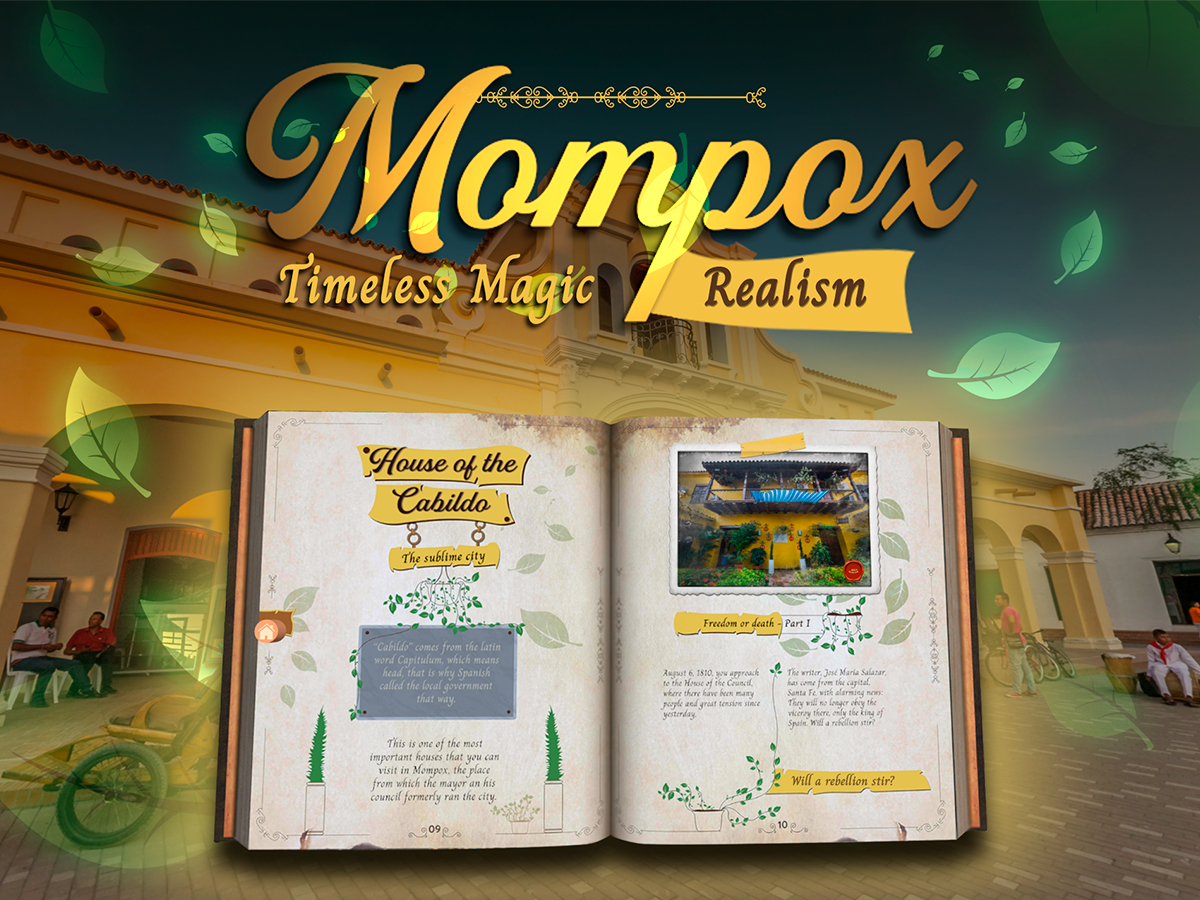 Mompox
Timeless Magic Realism
House of the
Cabildo
The sublime city
"Cabildo" comes from the latin
word Capitulum, which means
head, that is why Spanish
called the local government
that way.
This is one of the most
important houses that you can
visit in Mompox, the place
from which the mayor an his
council formerly ran the city.
09
Freedom or death - Part I
August 6, 1810, you approach
to the House of the Council,
where there have been many
people and great tension since
yesterday.
The writer, José María Salazar,
has come from the capital,
Santa Fe, with alarming news:
They will no longer obey the
viceroy there, only the king of
Spain. Will a rebellion stir?
Will a rebellion stir?
10